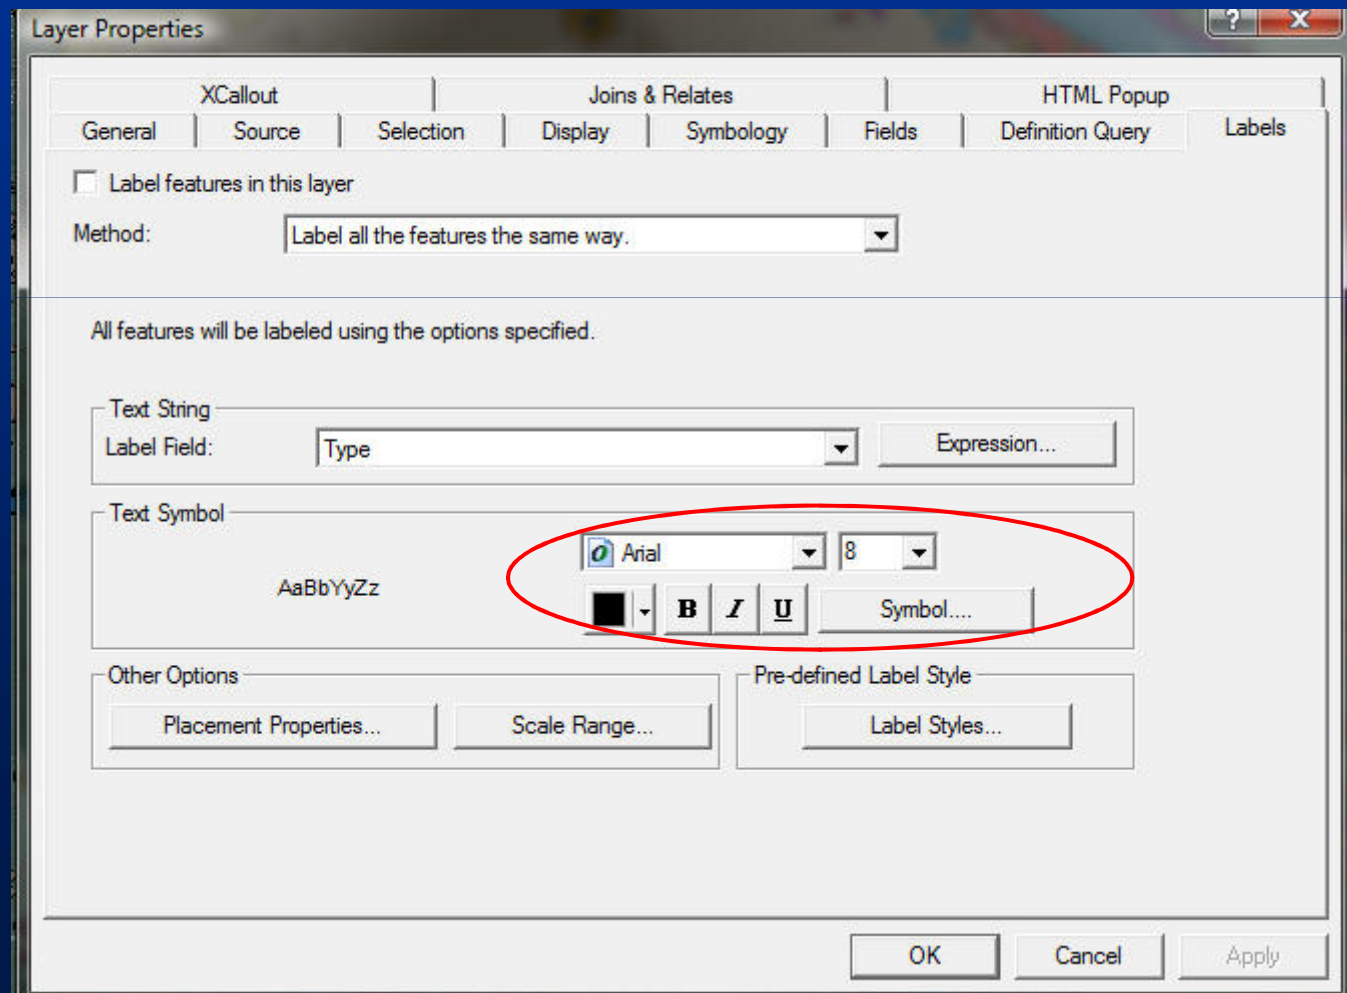 Layer Properties
?
X
XCallout Joins & Relates HTML Popup
General Source Selection Display Symbology Fields Definition Query Labels
Label features in this layer
Method: Label all the features the same way.
All features will be labeled using the options specified.
Text String
Label Field: Type Expression...
Text Symbol
O Arial 8
AaBbYyZz
B I U Symbol....
Other Options Pre-defined Label Style
Placement Properties... Scale Range... Label Styles...
OK Cancel Apply